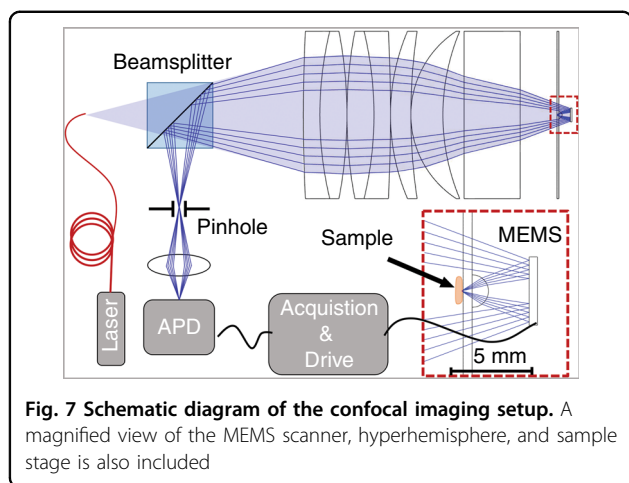 Beamsplitter
Pinhole
Sample
MEMS
Laser
APD
Acquistion
&
Drive
5 mm
Fig. 7 Schematic diagram of the confocal imaging setup. A
magnified view of the MEMS scanner, hyperhemisphere, and sample
stage is also included